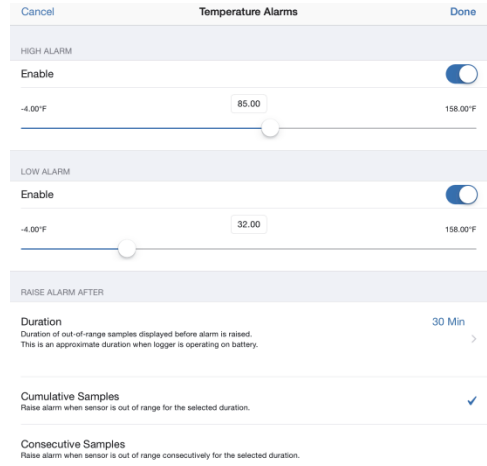 Cancel Temperature Alarms Done
HIGH ALARM
Enable
-4.00°F 85.00 158.00°F
LOW ALARM
Enable
-4.00°F 32.00 158.00°F
RAISE ALARM AFTER
Duration 30 Min
Duration of out-of-range samples displayed before alarm is raised.
This is an approximate duration when logger is operating on battery.
Cumulative Samples
Raise alarm when sensor is out of range for the selected duration.
Consecutive Samples
Raise alarm when sensor is out of range consecutively for the selected duration.